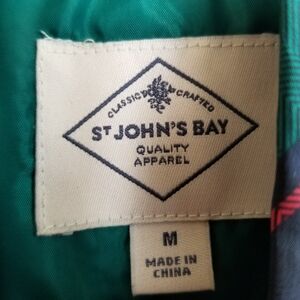 CLASSIC CRAFTED
ST JOHN'S BAY
QUALITY
APPAREL
M
MADE IN
CHINA